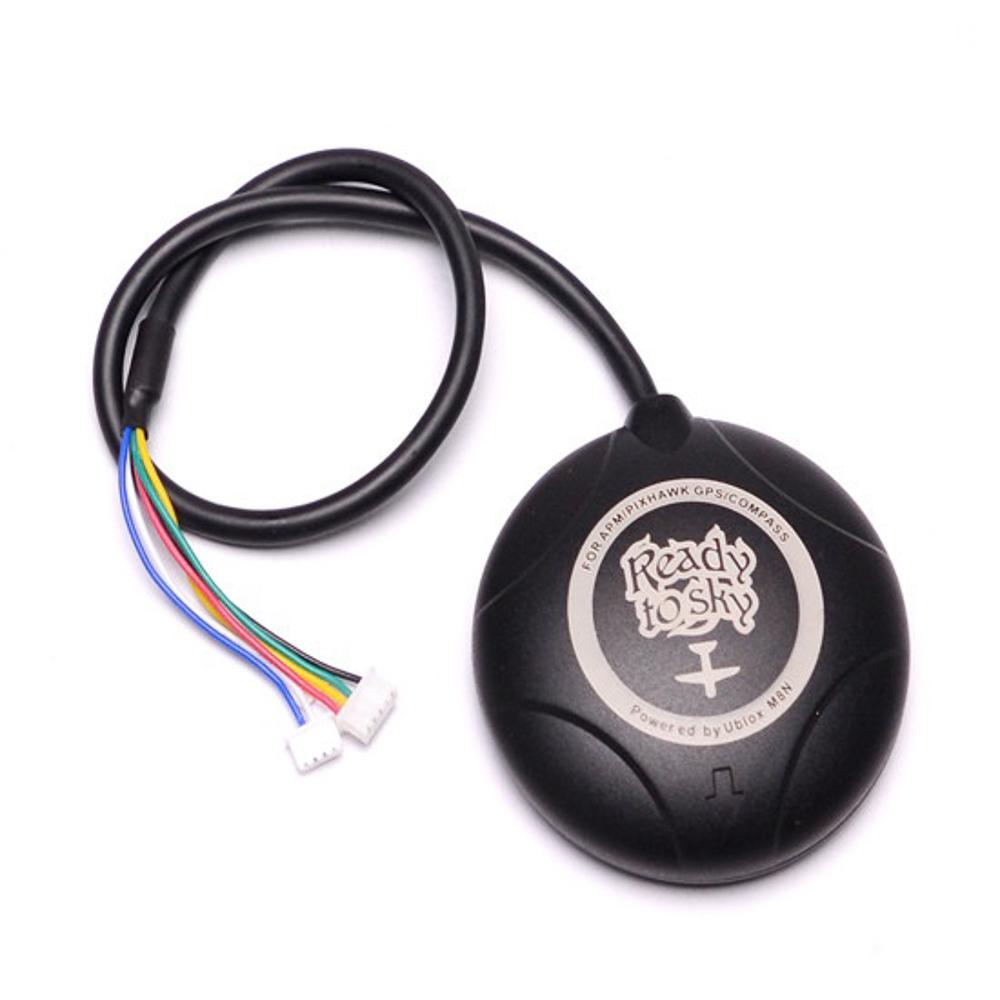 FOR APM/PIXHAWK GPS/COMPASS
Ready
to Sky
Powered by Ublox M8N